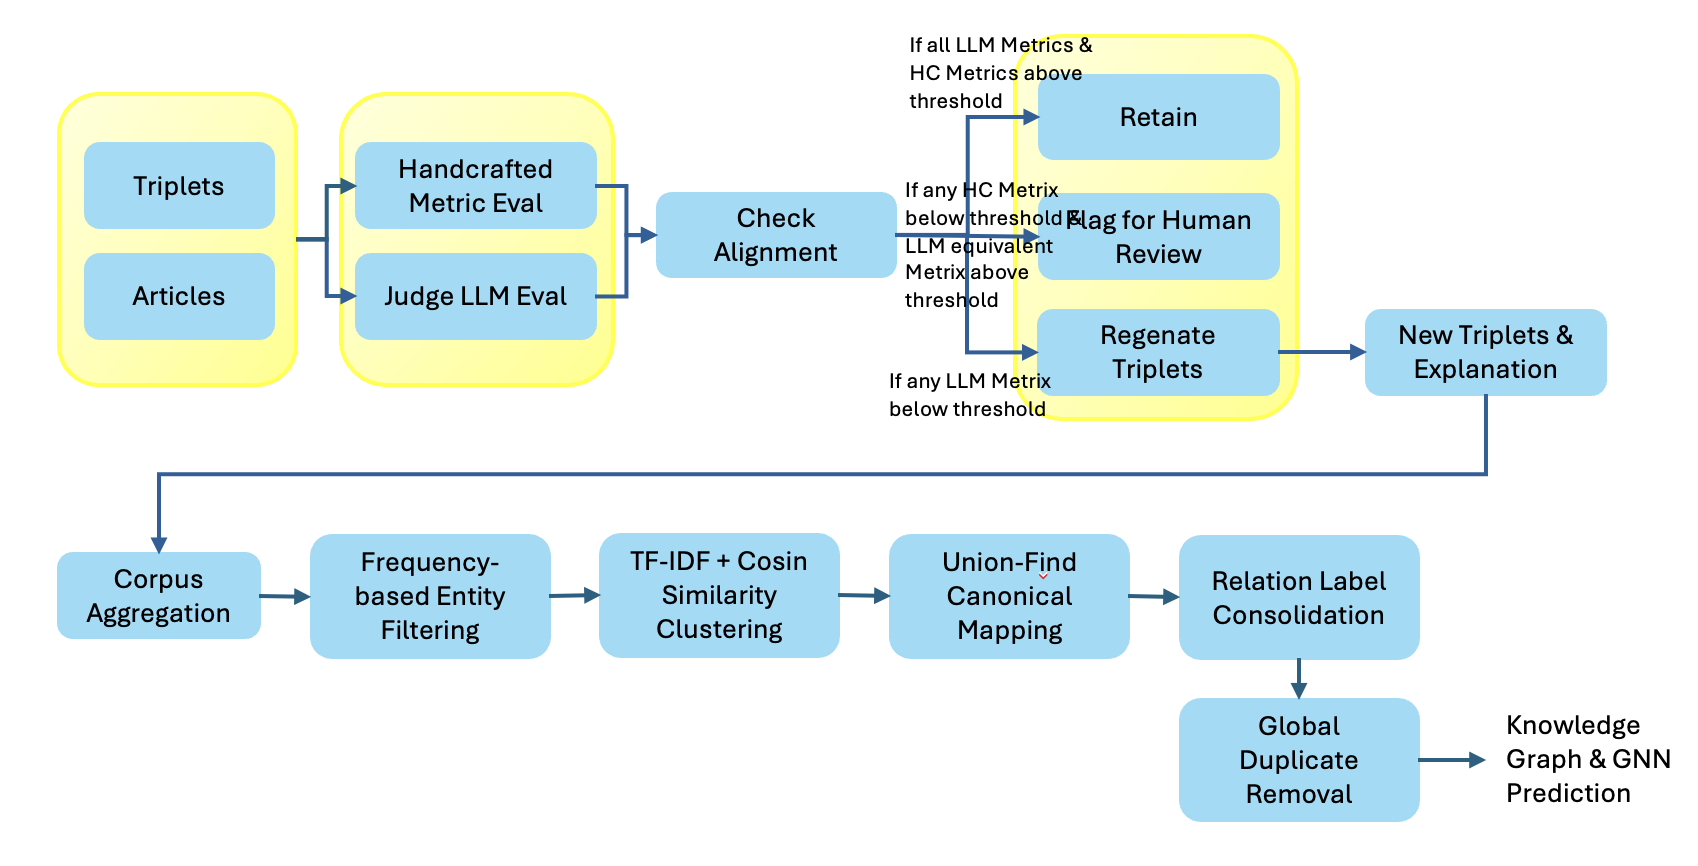 Triplets
Articles
Handcrafted
Metric Eval
Judge LLM Eval
Check
Alignment
If all LLM Metrics &
HC Metrics above
threshold
Retain
If any HC Metrix
below threshold &
LLM equivalent
Metrix above
threshold
Flag for Human
Review
If any LLM Metrix
below threshold
Regenate
Triplets
New Triplets &
Explanation
Corpus
Aggregation
Frequency-
based Entity
Filtering
TF-IDF + Cosin
Similarity
Clustering
Union-Find
Canonical
Mapping
Relation Label
Consolidation
Global
Duplicate
Removal
Knowledge
Graph & GNN
Prediction